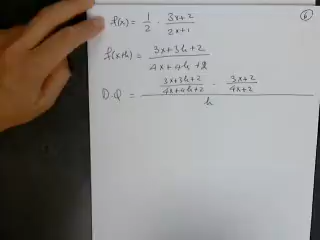 f(x) = 1/2 · (3x+2)/(2x+1)
6
f(x+h) = (3x+3h+2)/(4x+4h+2)
D.Q = ((3x+3h+2)/(4x+4h+2) · (3x+2)/(4x+2))/h